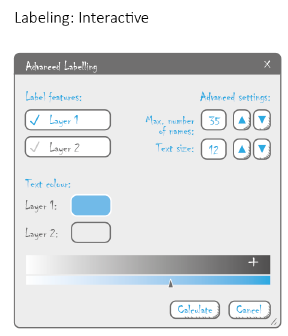 Labeling: Interactive
Advanced Labelling X
Label features: Advanced settings:
Layer 1
Max. number of names: 35
Layer 2
Text size: 12
Text colour:
Layer 1:
Layer 2:
Calculate Cancel